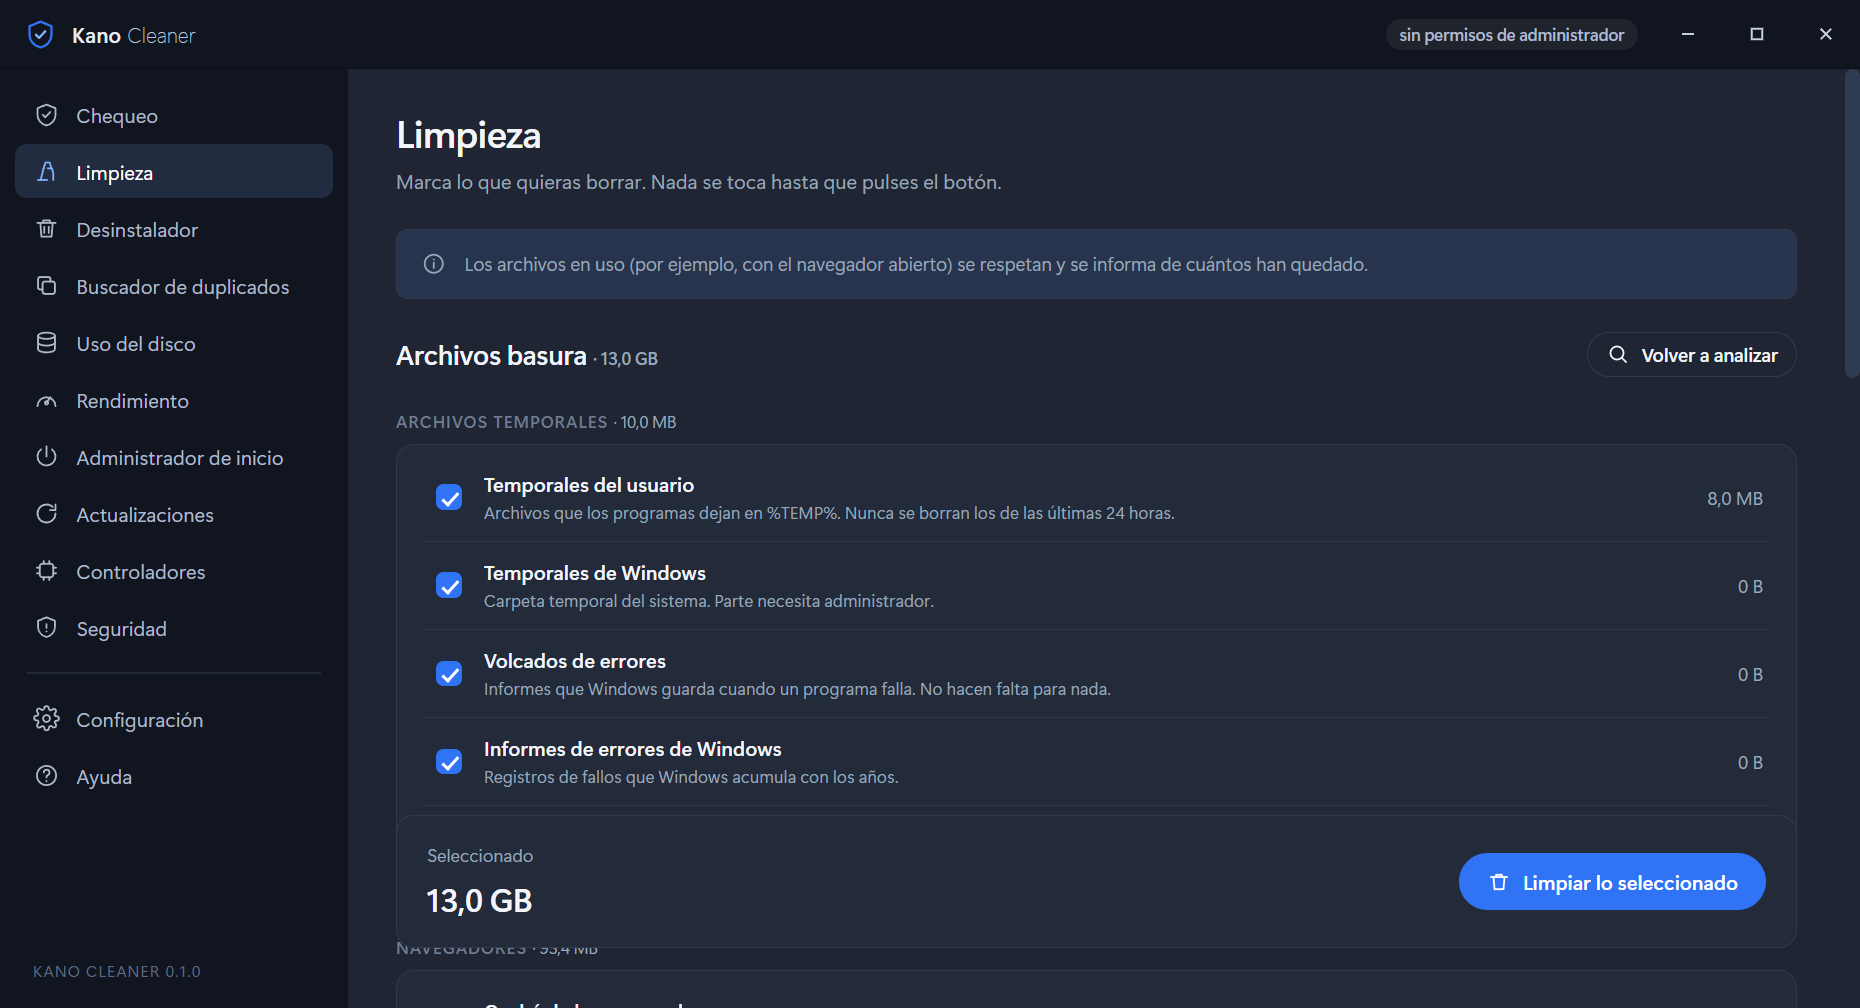 Kano Cleaner
sin permisos de administrador
Chequeo
Limpieza
Desinstalador
Buscador de duplicados
Uso del disco
Rendimiento
Administrador de inicio
Actualizaciones
Controladores
Seguridad
Configuración
Ayuda
KANO CLEANER 0.1.0
Limpieza
Marca lo que quieras borrar. Nada se toca hasta que pulses el botón.
Los archivos en uso (por ejemplo, con el navegador abierto) se respetan y se informa de cuántos han quedado.
Archivos basura · 13,0 GB
Volver a analizar
ARCHIVOS TEMPORALES · 10,0 MB
Temporales del usuario
Archivos que los programas dejan en %TEMP%. Nunca se borran los de las últimas 24 horas.
8,0 MB
Temporales de Windows
Carpeta temporal del sistema. Parte necesita administrador.
0 B
Volcados de errores
Informes que Windows guarda cuando un programa falla. No hacen falta para nada.
0 B
Informes de errores de Windows
Registros de fallos que Windows acumula con los años.
0 B
Seleccionado
13,0 GB
Limpiar lo seleccionado
NAVEGADORES · 93,4 MB